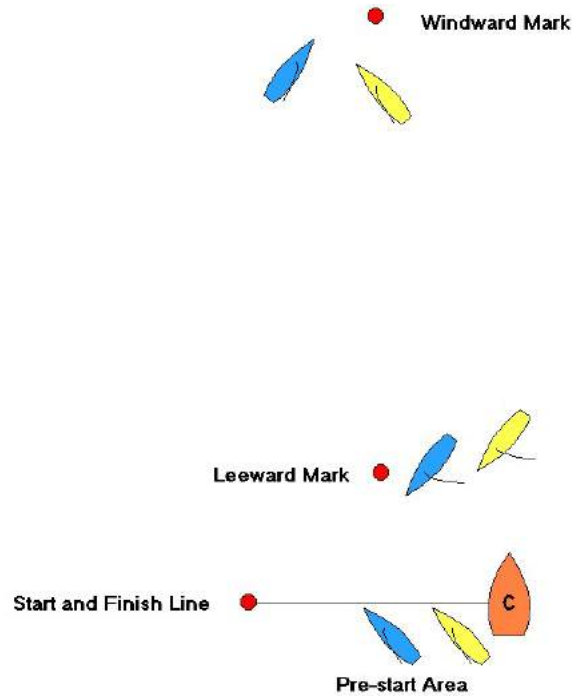 Windward Mark
Leeward Mark
Start and Finish Line
C
Pre-start Area